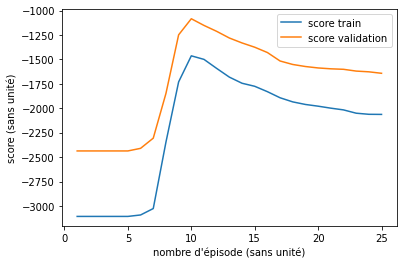 score train
score validation
score (sans unité)
−1000
−1250
−1500
−1750
−2000
−2250
−2500
−2750
−3000
0 5 10 15 20 25
nombre d'épisode (sans unité)